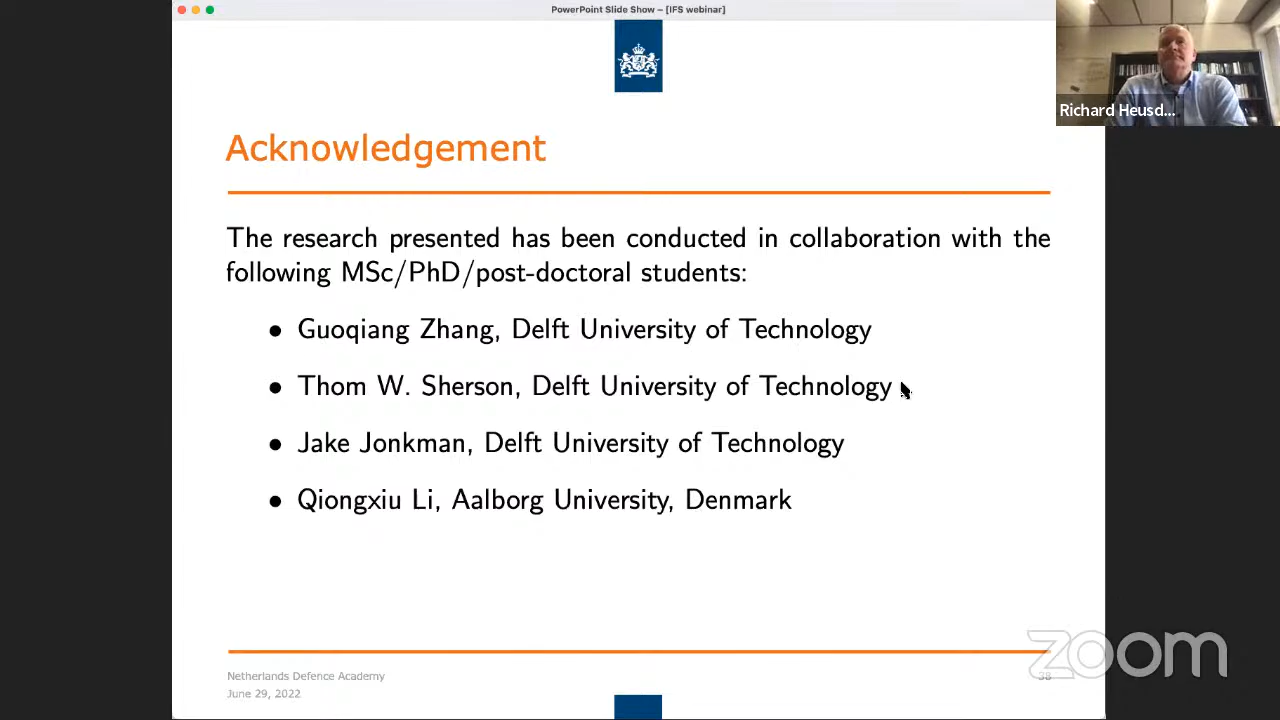 PowerPoint Slide Show – [IFS webinar]
Richard Heusd...
Acknowledgement
The research presented has been conducted in collaboration with the
following MSc/PhD/post-doctoral students:
• Guoqiang Zhang, Delft University of Technology
• Thom W. Sherson, Delft University of Technology
• Jake Jonkman, Delft University of Technology
• Qiongxiu Li, Aalborg University, Denmark
zoom
Netherlands Defence Academy
38
June 29, 2022